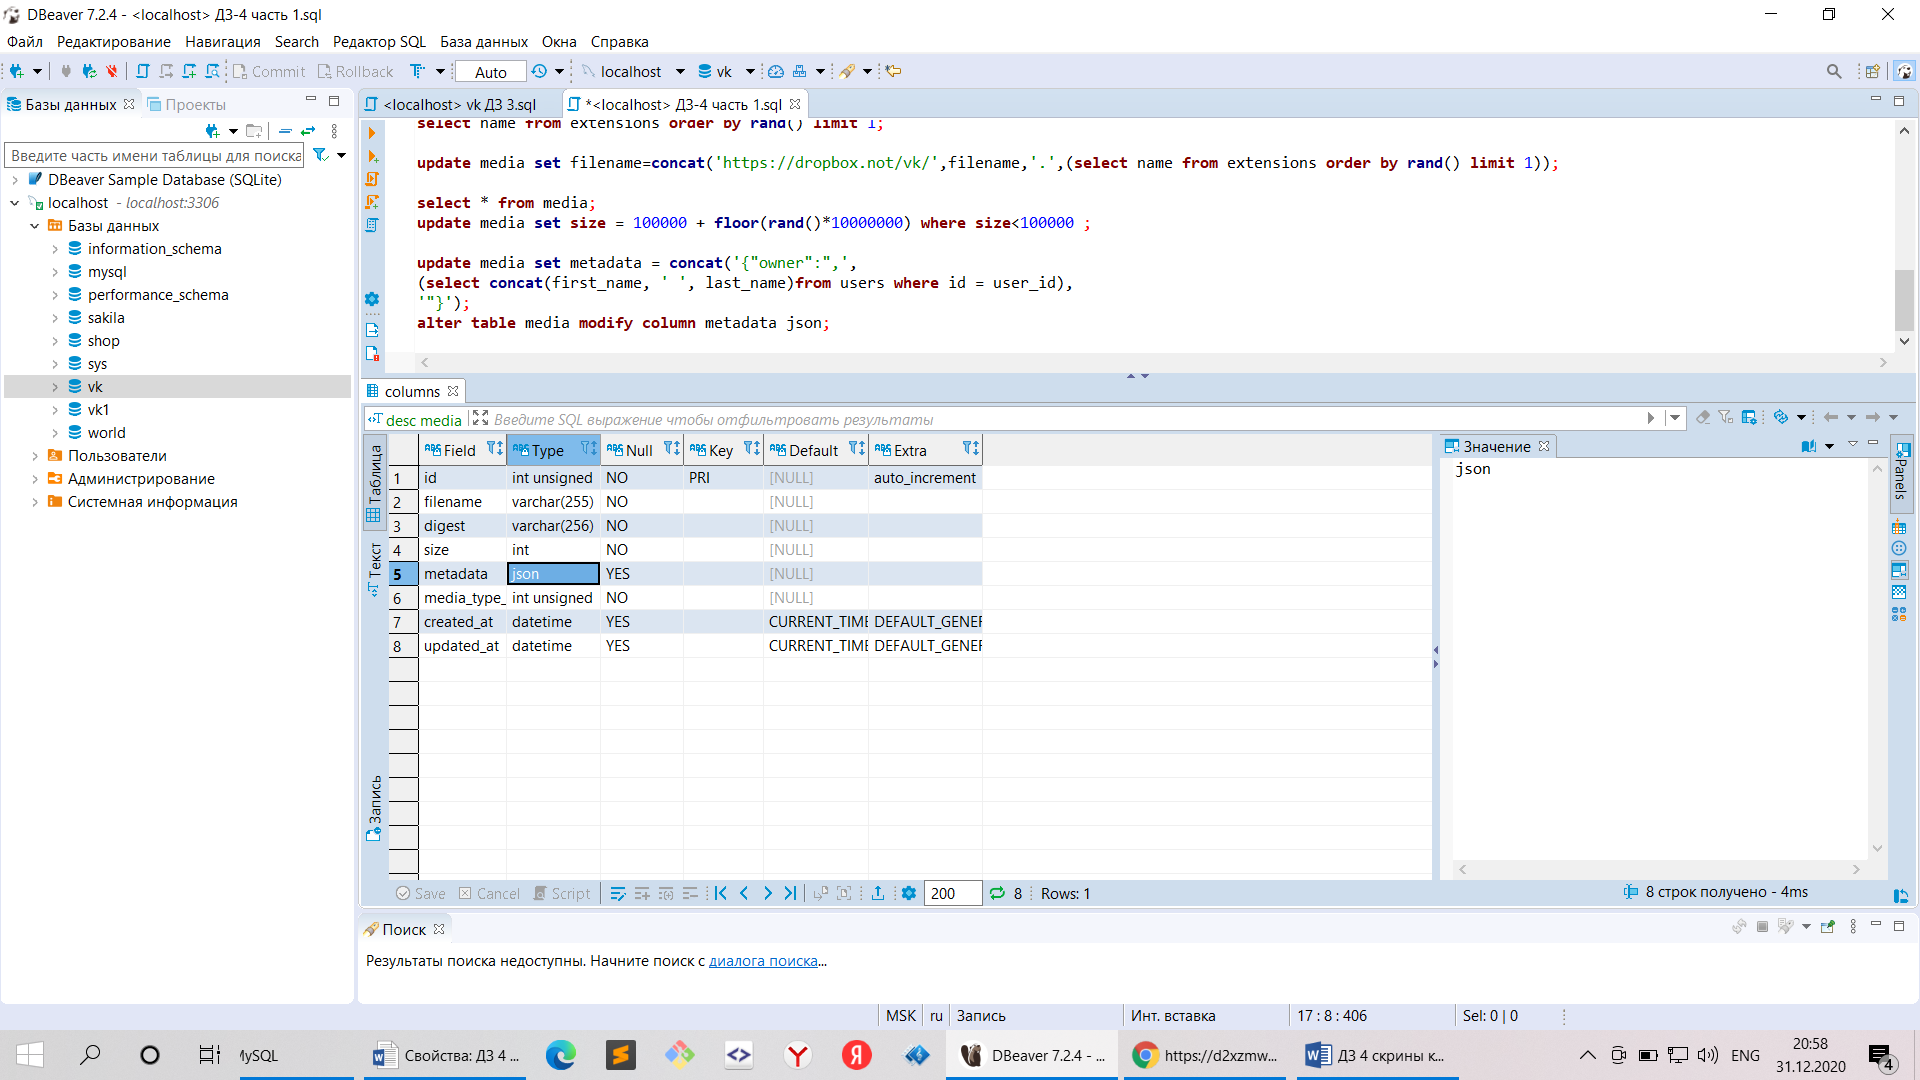 DBeaver 7.2.4 - <localhost> ДЗ-4 часть 1.sql
Файл Редактирование Навигация Search Редактор SQL База данных Окна Справка
Commit Rollback Auto localhost vk
Базы данных Проекты
Введите часть имени таблицы для поиска
DBeaver Sample Database (SQLite)
localhost - localhost:3306
Базы данных
information_schema
mysql
performance_schema
sakila
shop
sys
vk
vk1
world
Пользователи
Администрирование
Системная информация
<localhost> vk ДЗ 3.sql *<localhost> ДЗ-4 часть 1.sql
select name from extensions order by rand() limit 1;
update media set filename=concat('https://dropbox.not/vk/',filename,'.',(select name from extensions order by rand() limit 1));
select * from media;
update media set size = 100000 + floor(rand()*10000000) where size<100000 ;
update media set metadata = concat('{"owner":",',
(select concat(first_name, ' ', last_name)from users where id = user_id),
'"}');
alter table media modify column metadata json;
columns
desc media Введите SQL выражение чтобы отфильтровать результаты
Таблица
Текст
Запись
Field Type Null Key Default Extra
1 id int unsigned NO PRI [NULL] auto_increment
2 filename varchar(255) NO [NULL]
3 digest varchar(256) NO [NULL]
4 size int NO [NULL]
5 metadata json YES [NULL]
6 media_type_ int unsigned NO [NULL]
7 created_at datetime YES CURRENT_TIME DEFAULT_GENER
8 updated_at datetime YES CURRENT_TIME DEFAULT_GENER
Значение
json
Panels
Save Cancel Script 200 8 Rows: 1
8 строк получено - 4ms
Поиск
Результаты поиска недоступны. Начните поиск с диалога поиска...
MSK ru Запись Инт. вставка 17 : 8 : 406 Sel: 0 | 0
MySQL
Свойства: ДЗ 4 ...
DBeaver 7.2.4 - ...
https://d2xzmw...
ДЗ 4 скрины к...
ENG
20:58
31.12.2020
4